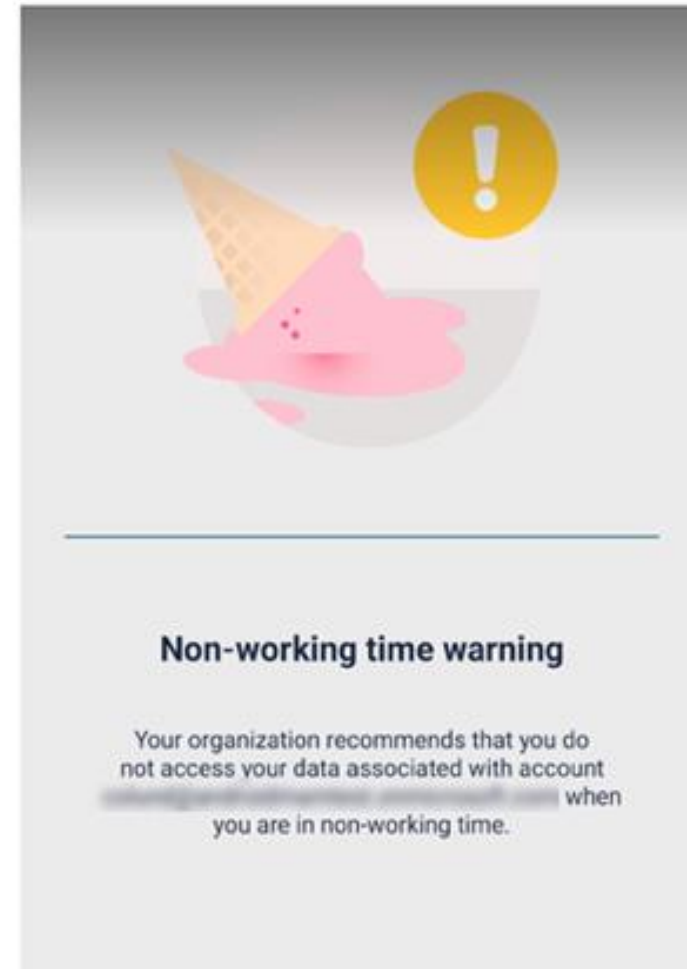 Non-working time warning
Your organization recommends that you do
not access your data associated with account
when
you are in non-working time.